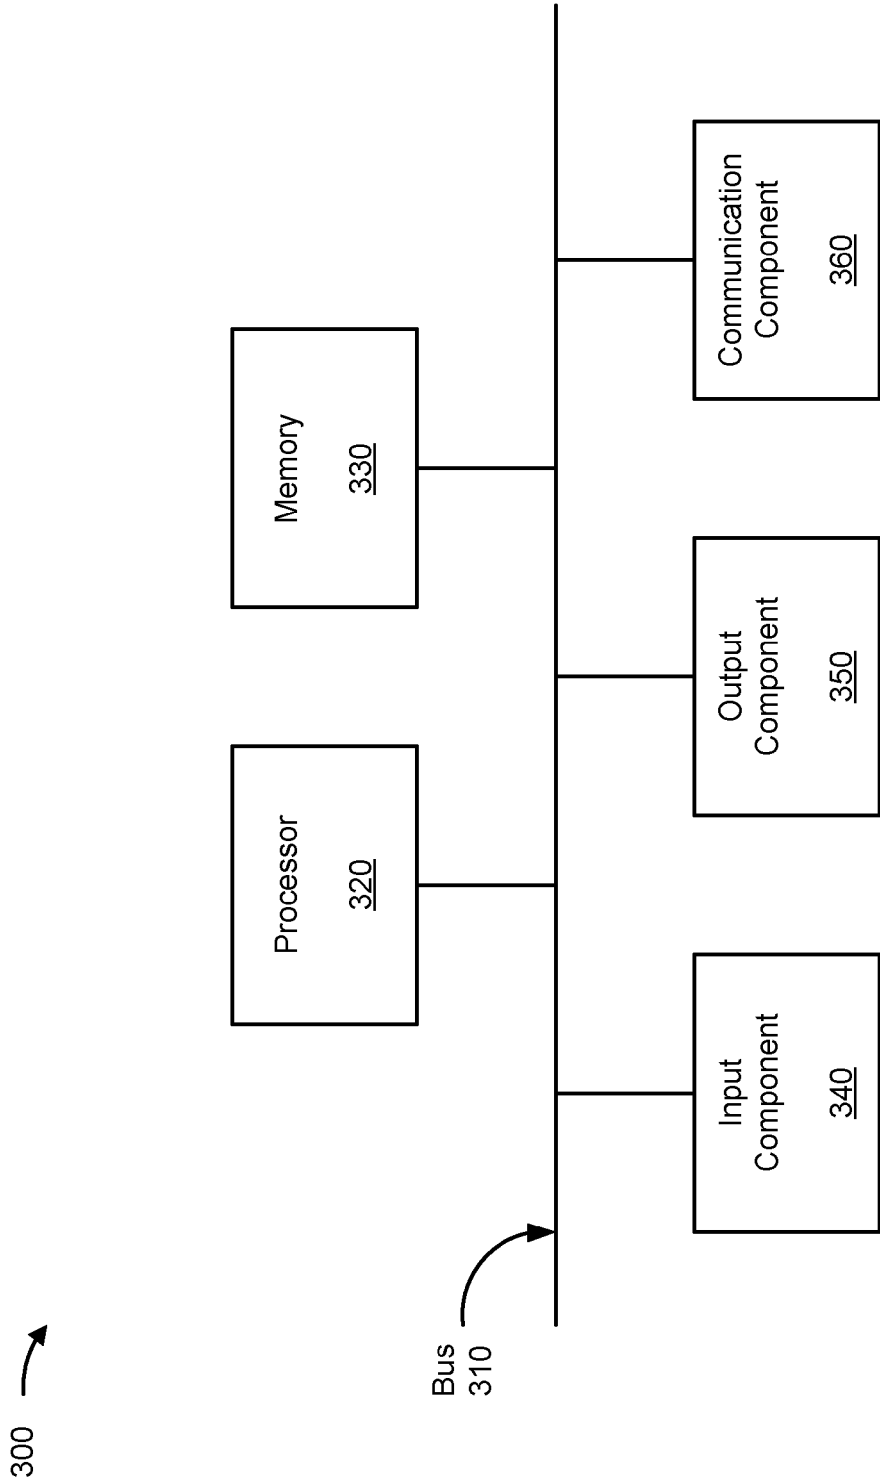 300
Processor
320
Memory
330
Bus
310
Input
Component
340
Output
Component
350
Communication
Component
360